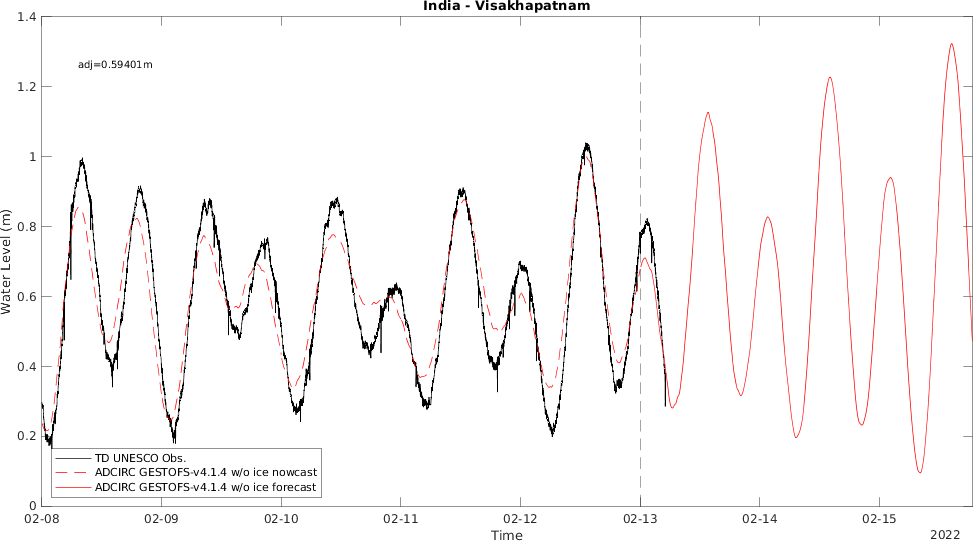 India - Visakhapatnam
1.4
adj=0.59401m
1.2
1
0.8
0.6
0.4
0.2
0
Water Level (m)
TD UNESCO Obs.
ADCIRC GESTOFS-v4.1.4 w/o ice nowcast
ADCIRC GESTOFS-v4.1.4 w/o ice forecast
02-08 02-09 02-10 02-11 02-12 02-13 02-14 02-15
Time
2022